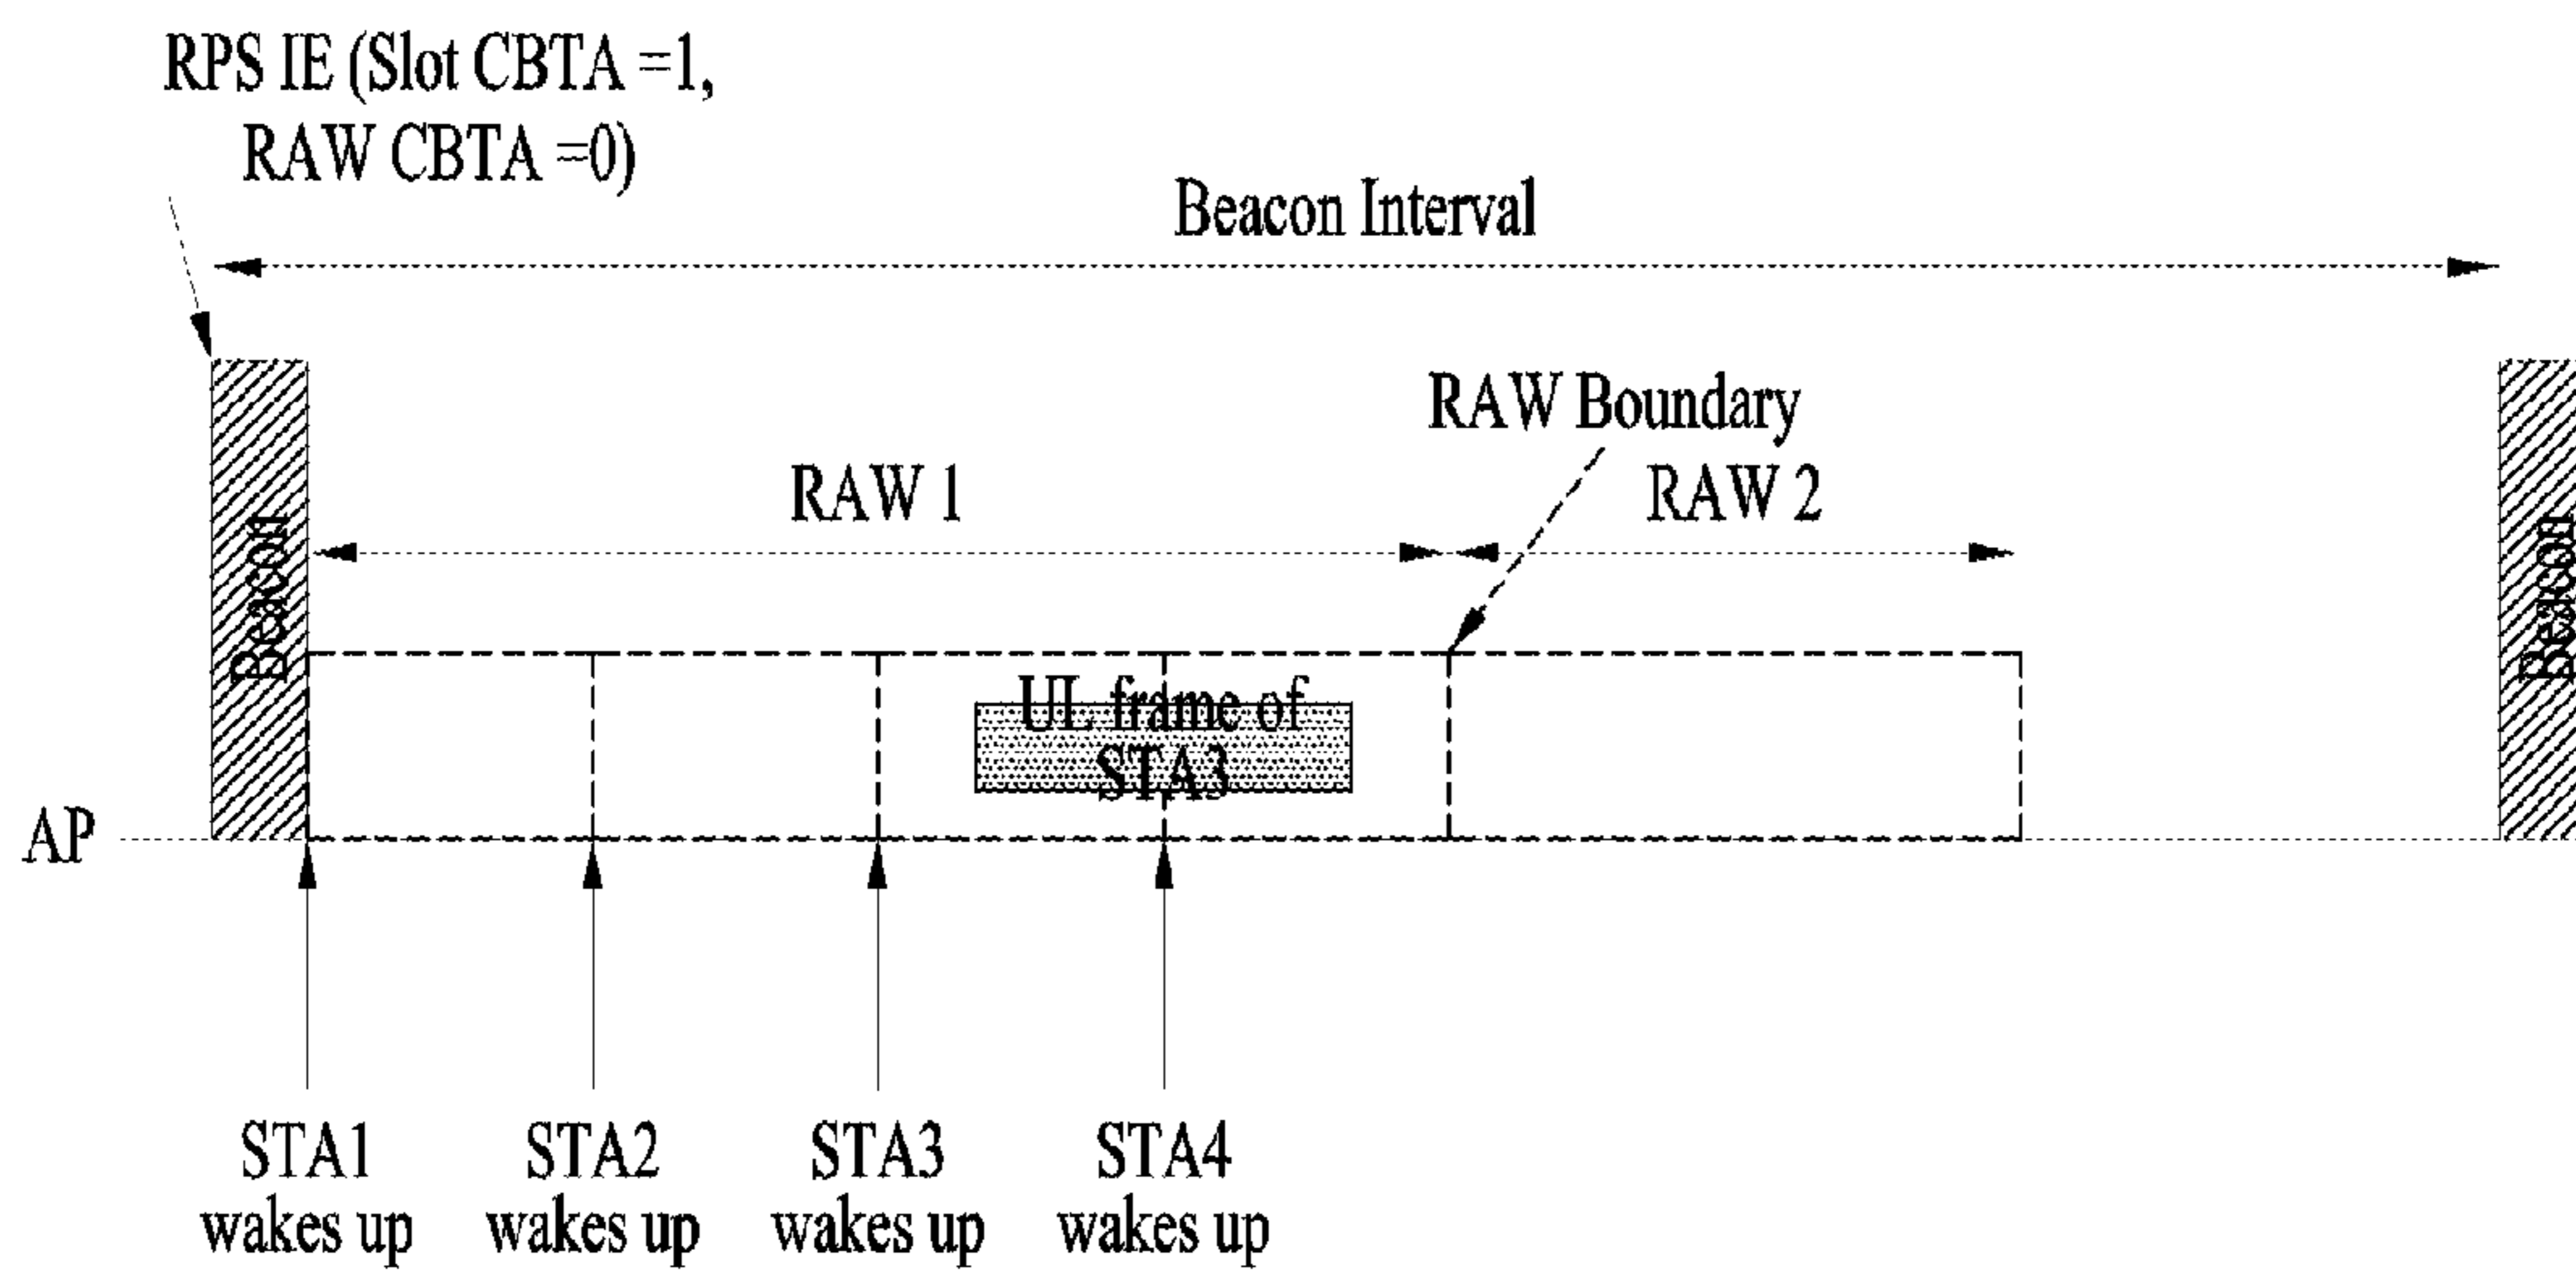 RPS IE (Slot CBTA =1,
RAW CBTA =0)
Beacon Interval
RAW Boundary
RAW 1
RAW 2
Beacon
Beacon
UL frame of
STA3
AP
STA1
wakes up
STA2
wakes up
STA3
wakes up
STA4
wakes up